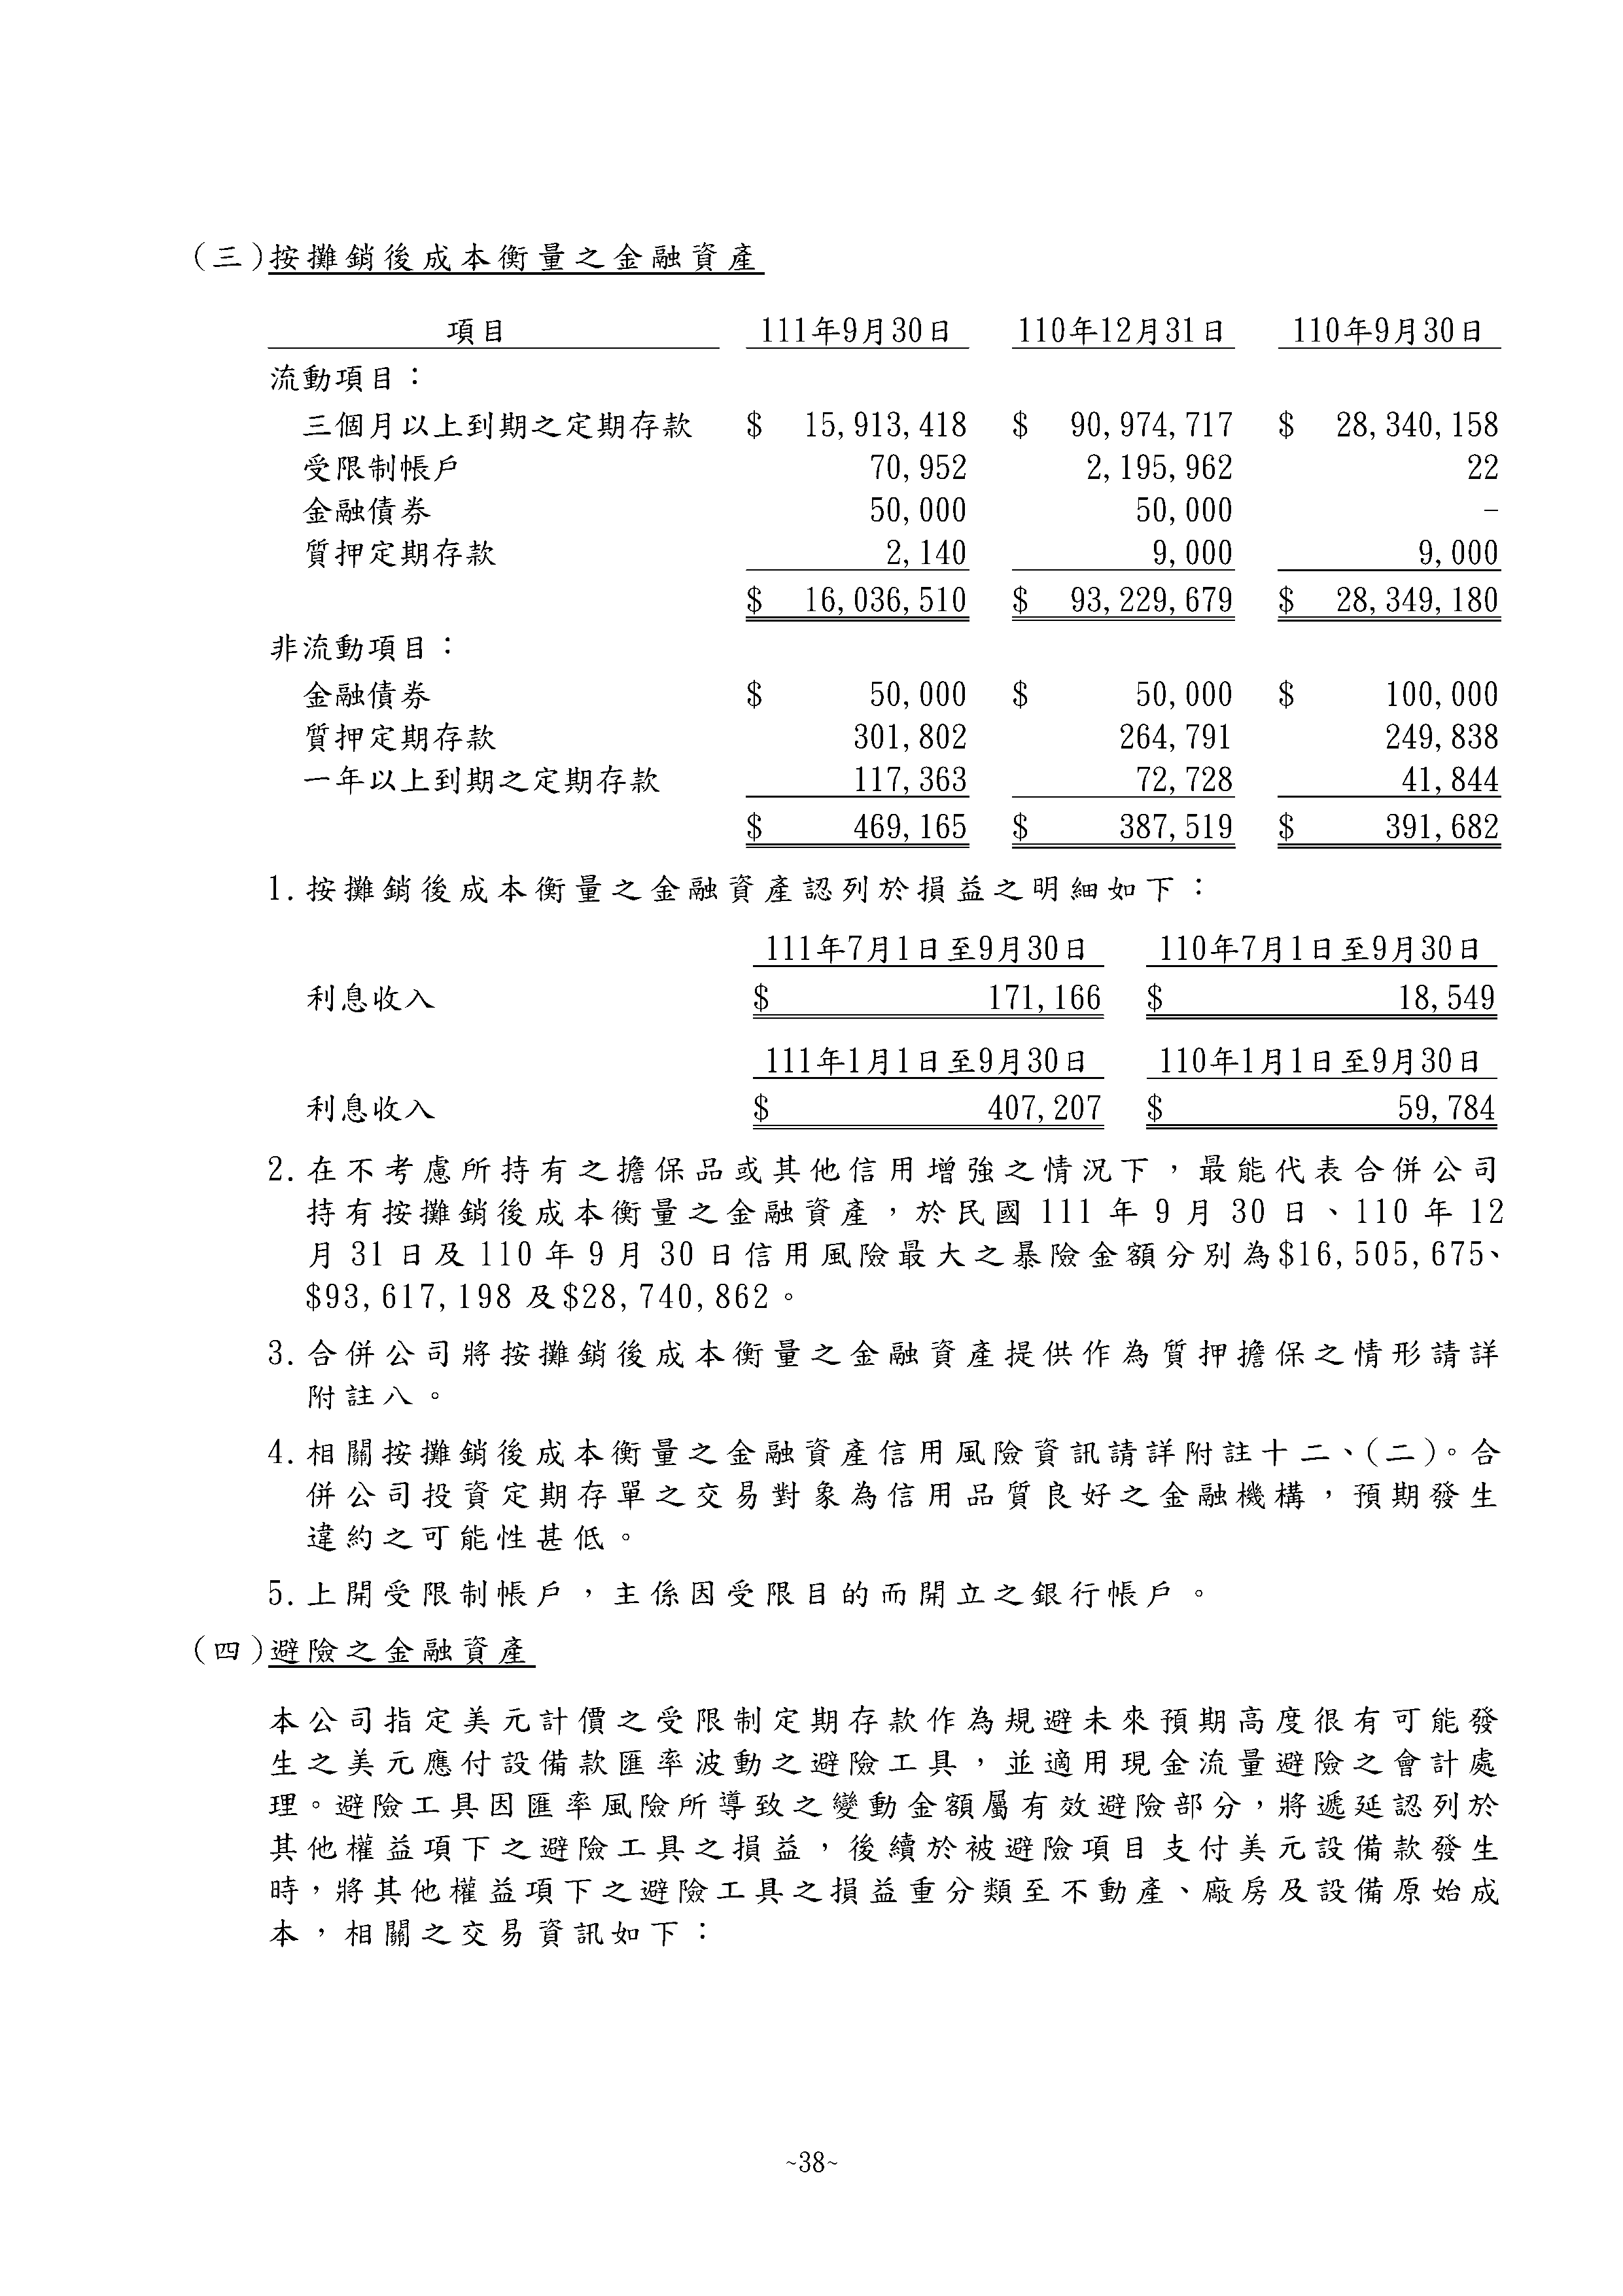 (三)按攤銷後成本衡量之金融資產
項目 111年9月30日 110年12月31日 110年9月30日
流動項目：
三個月以上到期之定期存款 $ 15,913,418 $ 90,974,717 $ 28,340,158
受限制帳戶 70,952 2,195,962 22
金融債券 50,000 50,000 -
質押定期存款 2,140 9,000 9,000
$ 16,036,510 $ 93,229,679 $ 28,349,180
非流動項目：
金融債券 $ 50,000 $ 50,000 $ 100,000
質押定期存款 301,802 264,791 249,838
一年以上到期之定期存款 117,363 72,728 41,844
$ 469,165 $ 387,519 $ 391,682
1.按攤銷後成本衡量之金融資產認列於損益之明細如下：
111年7月1日至9月30日 110年7月1日至9月30日
利息收入 $ 171,166 $ 18,549
111年1月1日至9月30日 110年1月1日至9月30日
利息收入 $ 407,207 $ 59,784
2.在不考慮所持有之擔保品或其他信用增強之情況下，最能代表合併公司
持有按攤銷後成本衡量之金融資產，於民國 111 年 9 月 30 日、110 年 12
月 31 日及 110 年 9 月 30 日信用風險最大之暴險金額分別為$16,505,675、
$93,617,198 及$28,740,862。
3.合併公司將按攤銷後成本衡量之金融資產提供作為質押擔保之情形請詳
附註八。
4.相關按攤銷後成本衡量之金融資產信用風險資訊請詳附註十二、(二)。合
併公司投資定期存單之交易對象為信用品質良好之金融機構，預期發生
違約之可能性甚低。
5.上開受限制帳戶，主係因受限目的而開立之銀行帳戶。
(四)避險之金融資產
本公司指定美元計價之受限制定期存款作為規避未來預期高度很有可能發
生之美元應付設備款匯率波動之避險工具，並適用現金流量避險之會計處
理。避險工具因匯率風險所導致之變動金額屬有效避險部分，將遞延認列於
其他權益項下之避險工具之損益，後續於被避險項目支付美元設備款發生
時，將其他權益項下之避險工具之損益重分類至不動產、廠房及設備原始成
本，相關之交易資訊如下：
~38~